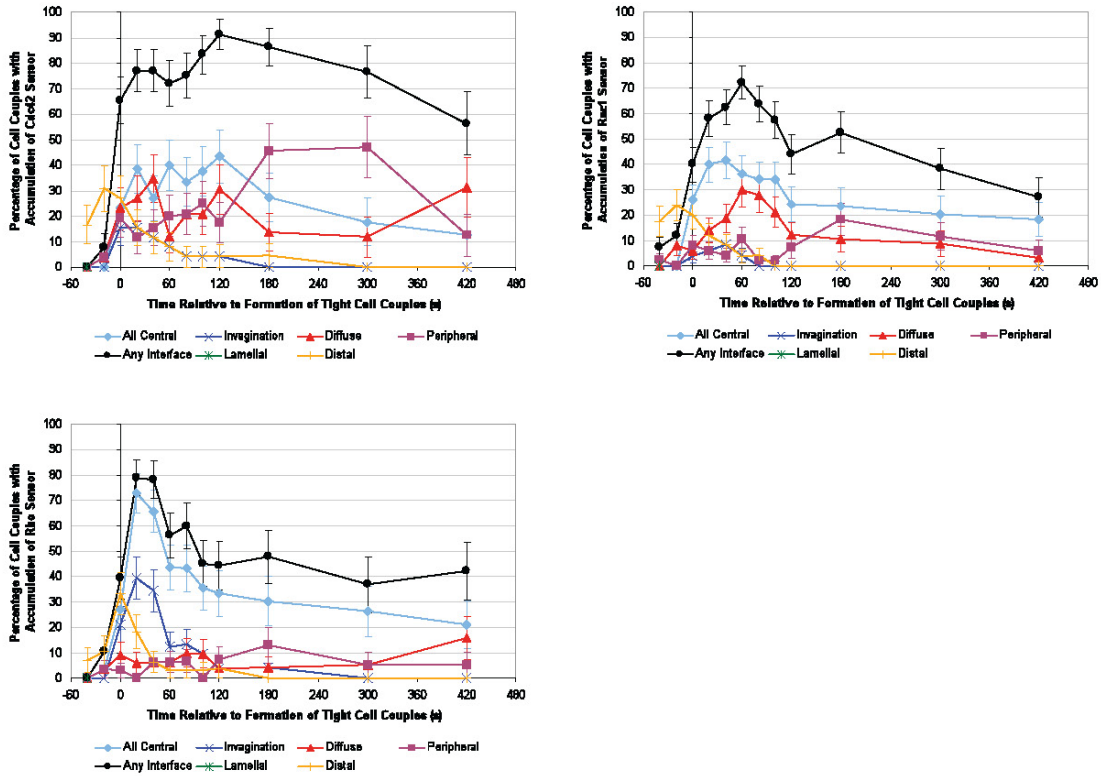 Percentage of Cell Couples with
Accumulation of Cdc42 Sensor
100
90
80
70
60
50
40
30
20
10
0
-60 0 60 120 180 240 300 360 420 480
Time Relative to Formation of Tight Cell Couples (s)
All Central Invagination Diffuse Peripheral
Any Interface Lamellal Distal
Percentage of Cell Couples with
Accumulation of Rac1 Sensor
100
90
80
70
60
50
40
30
20
10
0
-60 0 60 120 180 240 300 360 420 480
Time Relative to Formation of Tight Cell Couples (s)
All Central Invagination Diffuse Peripheral
Any Interface Lamellal Distal
Percentage of Cell Couples with
Accumulation of Rho Sensor
100
90
80
70
60
50
40
30
20
10
0
-60 0 60 120 180 240 300 360 420 480
Time Relative to Formation of Tight Cell Couples (s)
All Central Invagination Diffuse Peripheral
Any Interface Lamellal Distal